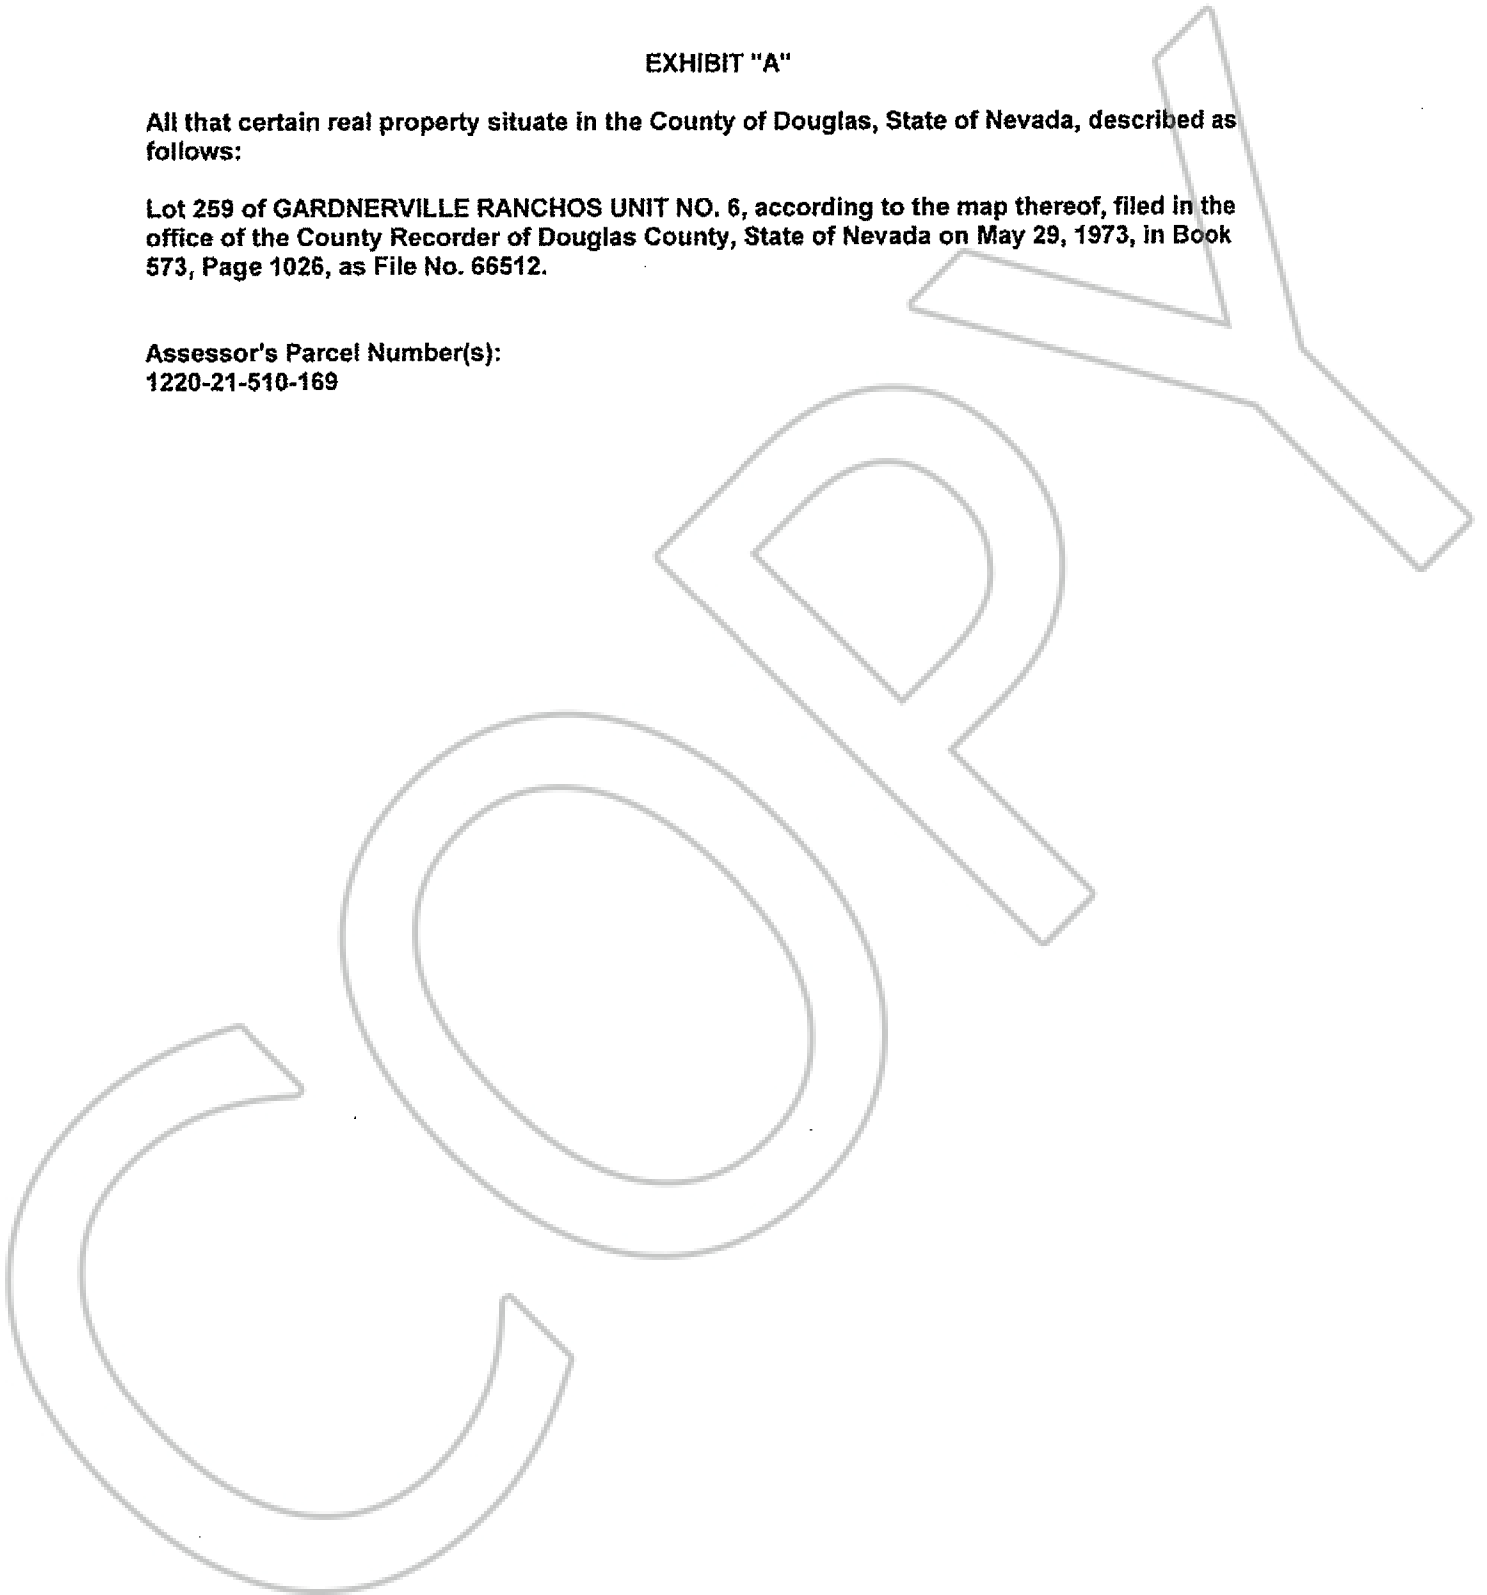 EXHIBIT "A"
All that certain real property situate in the County of Douglas, State of Nevada, described as
follows:
Lot 259 of GARDNERVILLE RANCHOS UNIT NO. 6, according to the map thereof, filed in the
office of the County Recorder of Douglas County, State of Nevada on May 29, 1973, in Book
573, Page 1026, as File No. 66512.
Assessor's Parcel Number(s):
1220-21-510-169
COPY